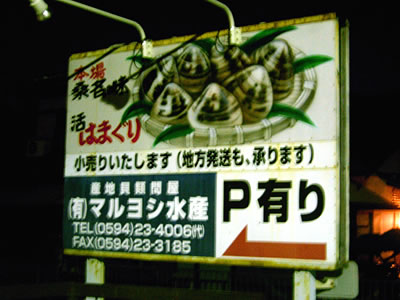 本場
桑名の味
活
はまぐり
小売りいたします(地方発送も、承ります)
産地貝類問屋
(有)マルヨシ水産
TEL(0594)23-4006(代)
FAX(0594)23-3185
P有り